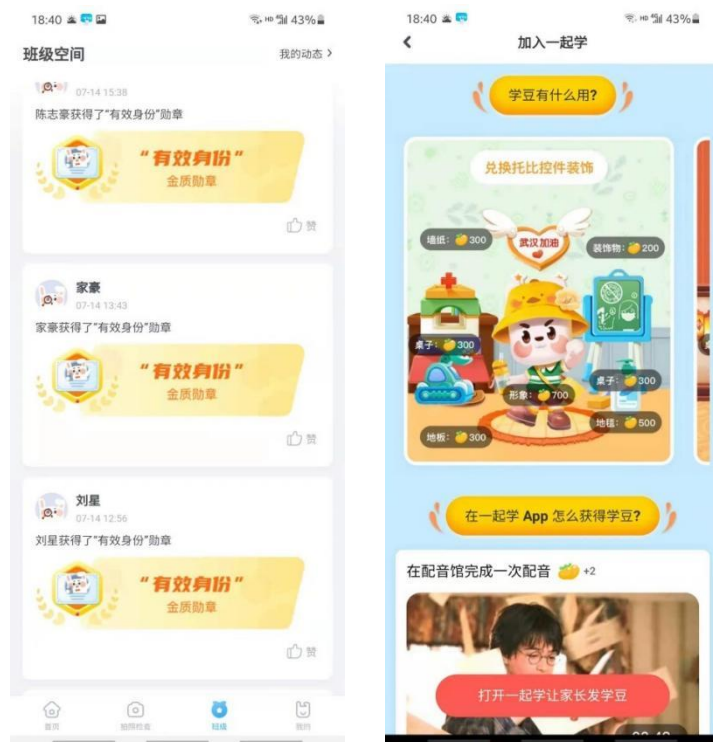 18:40
43%
班级空间
我的动态 >
07-14 15:38
陈志豪获得了“有效身份”勋章
“有效身份”
金质勋章
赞
家豪
07-14 13:43
家豪获得了“有效身份”勋章
“有效身份”
金质勋章
赞
刘星
07-14 12:56
刘星获得了“有效身份”勋章
“有效身份”
金质勋章
赞
首页
班级
我的
18:40
43%
加入一起学
学豆有什么用?
兑换托比控件装饰
武汉加油
墙纸: 300
装饰物: 200
桌子: 300
形象: 700
桌子: 300
地板: 300
地毯: 500
在一起学 App 怎么获得学豆?
在配音馆完成一次配音 +2
打开一起学让家长发学豆